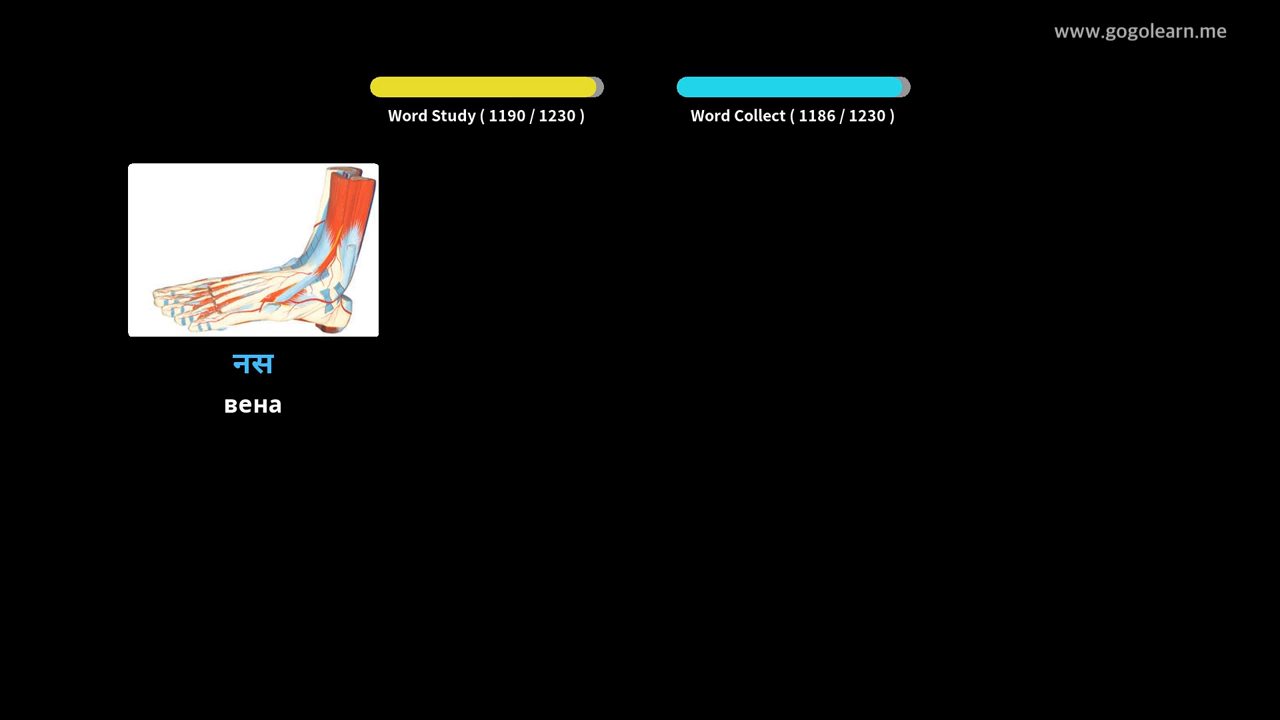 www.gogolearn.me
Word Study ( 1190 / 1230 )
Word Collect ( 1186 / 1230 )
नस
вена